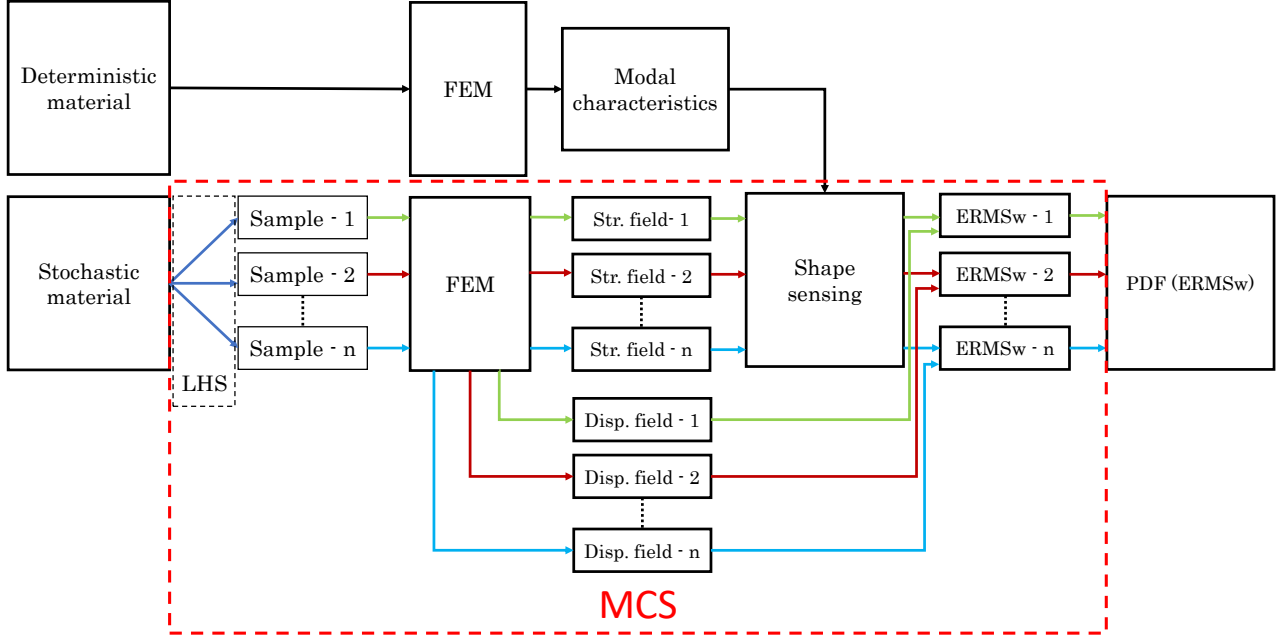 Deterministic
material
FEM
Modal
characteristics
Stochastic
material
LHS
Sample - 1
Sample - 2
Sample - n
FEM
Str. field- 1
Str. field - 2
Str. field - n
Disp. field - 1
Disp. field - 2
Disp. field - n
Shape
sensing
ERMSw - 1
ERMSw - 2
ERMSw - n
PDF (ERMSw)
MCS